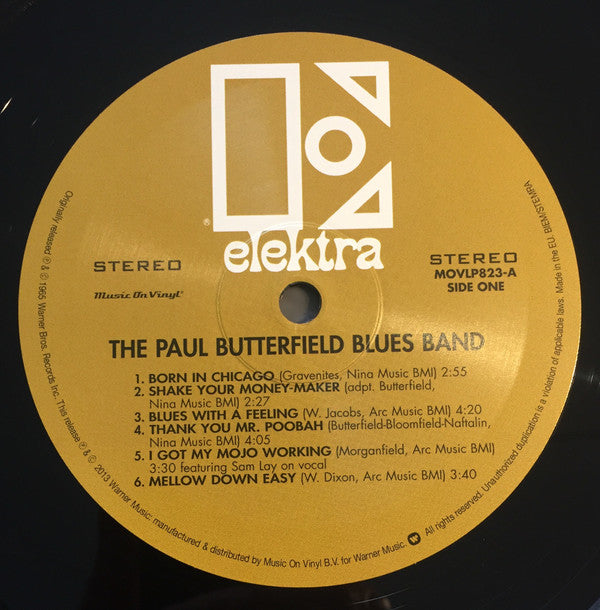 elektra
®
STEREO
STEREO
Music On Vinyl®
MOVLP823-A
SIDE ONE
THE PAUL BUTTERFIELD BLUES BAND
1. BORN IN CHICAGO (Gravenites, Nina Music BMI) 2:55
2. SHAKE YOUR MONEY-MAKER (adpt. Butterfield,
Nina Music BMI) 2:27
3. BLUES WITH A FEELING (W. Jacobs, Arc Music BMI) 4:20
4. THANK YOU MR. POOBAH (Butterfield-Bloomfield-Naftalin,
Nina Music BMI) 4:05
5. I GOT MY MOJO WORKING (Morganfield, Arc Music BMI)
3:30 featuring Sam Lay on vocal
6. MELLOW DOWN EASY (W. Dixon, Arc Music BMI) 3:40
Originally released ℗ & © 1965 Warner Bros. Records Inc. This release ℗ & © 2013 Warner Music: manufactured & distributed by Music On Vinyl B.V. for Warner Music. All rights reserved. Unauthorized duplication is a violation of applicable laws. Made in the EU. BIEM/STEMRA